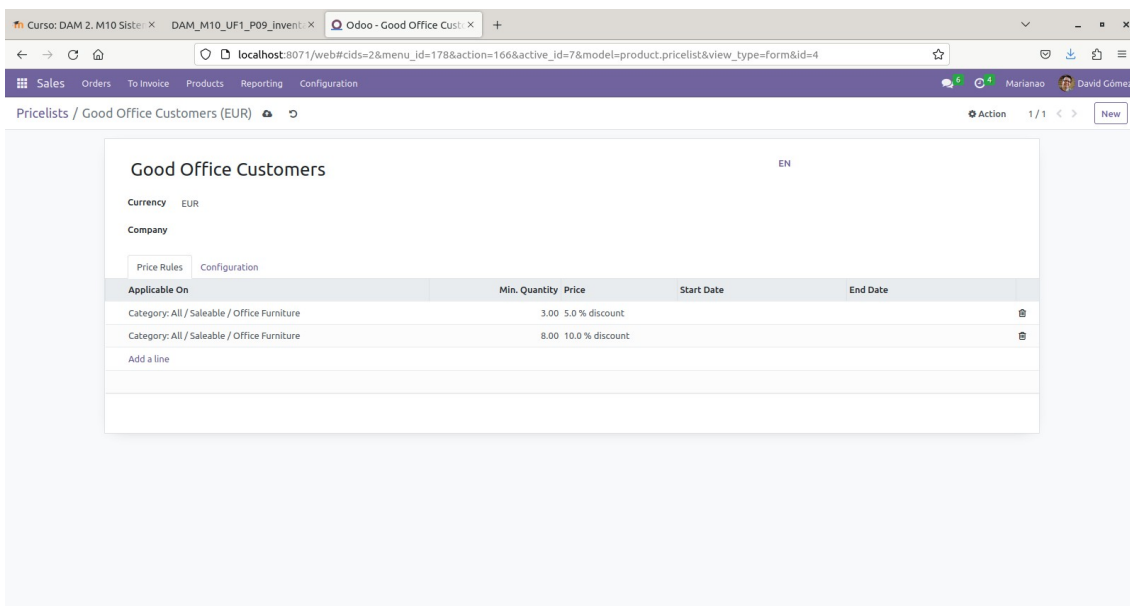 Curso: DAM 2. M10 Sister
DAM_M10_UF1_P09_inventa
Odoo - Good Office Custo
localhost:8071/web#cids=2&menu_id=178&action=166&active_id=7&model=product.pricelist&view_type=form&id=4
Sales Orders To Invoice Products Reporting Configuration 6 4 Marianao David Gómez
Pricelists / Good Office Customers (EUR) Action 1 / 1 New
Good Office Customers EN
Currency EUR
Company
Price Rules Configuration
Applicable On Min. Quantity Price Start Date End Date
Category: All / Saleable / Office Furniture 3.00 5.0 % discount
Category: All / Saleable / Office Furniture 8.00 10.0 % discount
Add a line